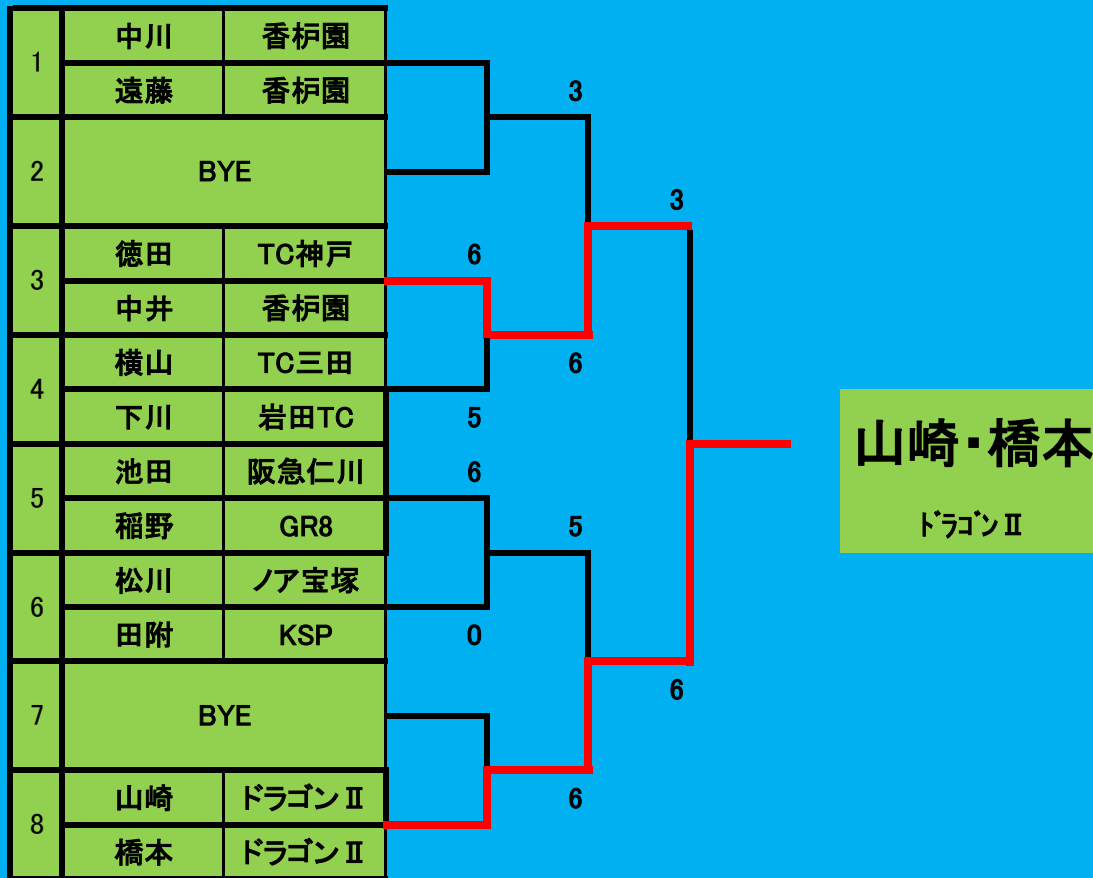 1
中川 香枦園
遠藤 香枦園
3
2 BYE
3
徳田 TC神戸 6
3
中井 香枦園
横山 TC三田
6
4
下川 岩田TC 5
池田 阪急仁川 6
5
稲野 GR8 5
松川 ノア宝塚
6
田附 KSP 0
6
7 BYE
山崎 ドラゴンⅡ 6
8
橋本 ドラゴンⅡ
山崎・橋本
ドラゴンⅡ